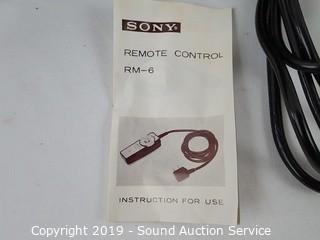 SONY®
REMOTE CONTROL
RM-6
INSTRUCTION FOR USE
Copyright 2019 - Sound Auction Service